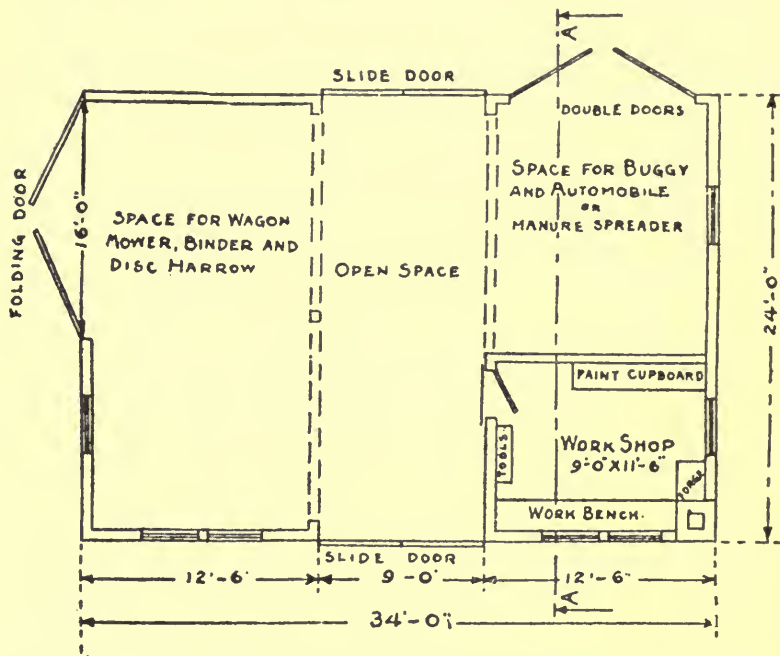 A
SLIDE DOOR
DOUBLE DOORS
FOLDING DOOR
16'-0"
SPACE FOR WAGON
MOWER, BINDER AND
DISC HARROW
OPEN SPACE
SPACE FOR BUGGY
AND AUTOMOBILE
OR
MANURE SPREADER
24'-0"
PAINT CUPBOARD
TOOLS
WORK SHOP
9'-0"X11'-6"
FORGE
WORK BENCH.
SLIDE DOOR
12'-6"
9'-0"
12'-6"
A
34'-0"